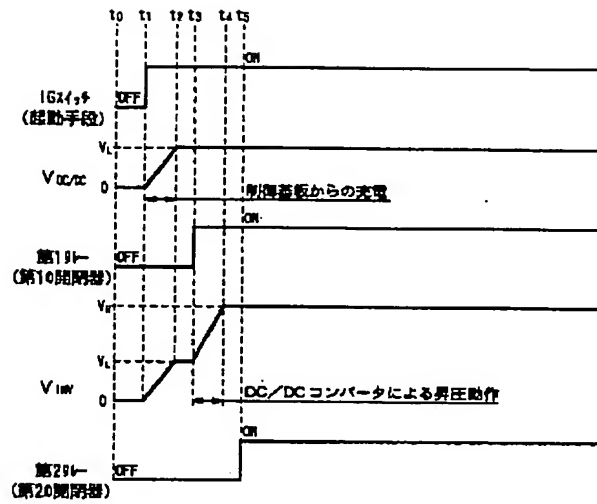 t0 t1 t2 t3 t4 t5
ON
IGスイッチ
(起動手段)
OFF
VL
VDC/DC
0
制御基板からの充電
ON
第1リレー
(第1の開閉器)
OFF
VH
VL
VINV
0
DC/DCコンバータによる昇圧動作
ON
第2リレー
(第2の開閉器)
OFF